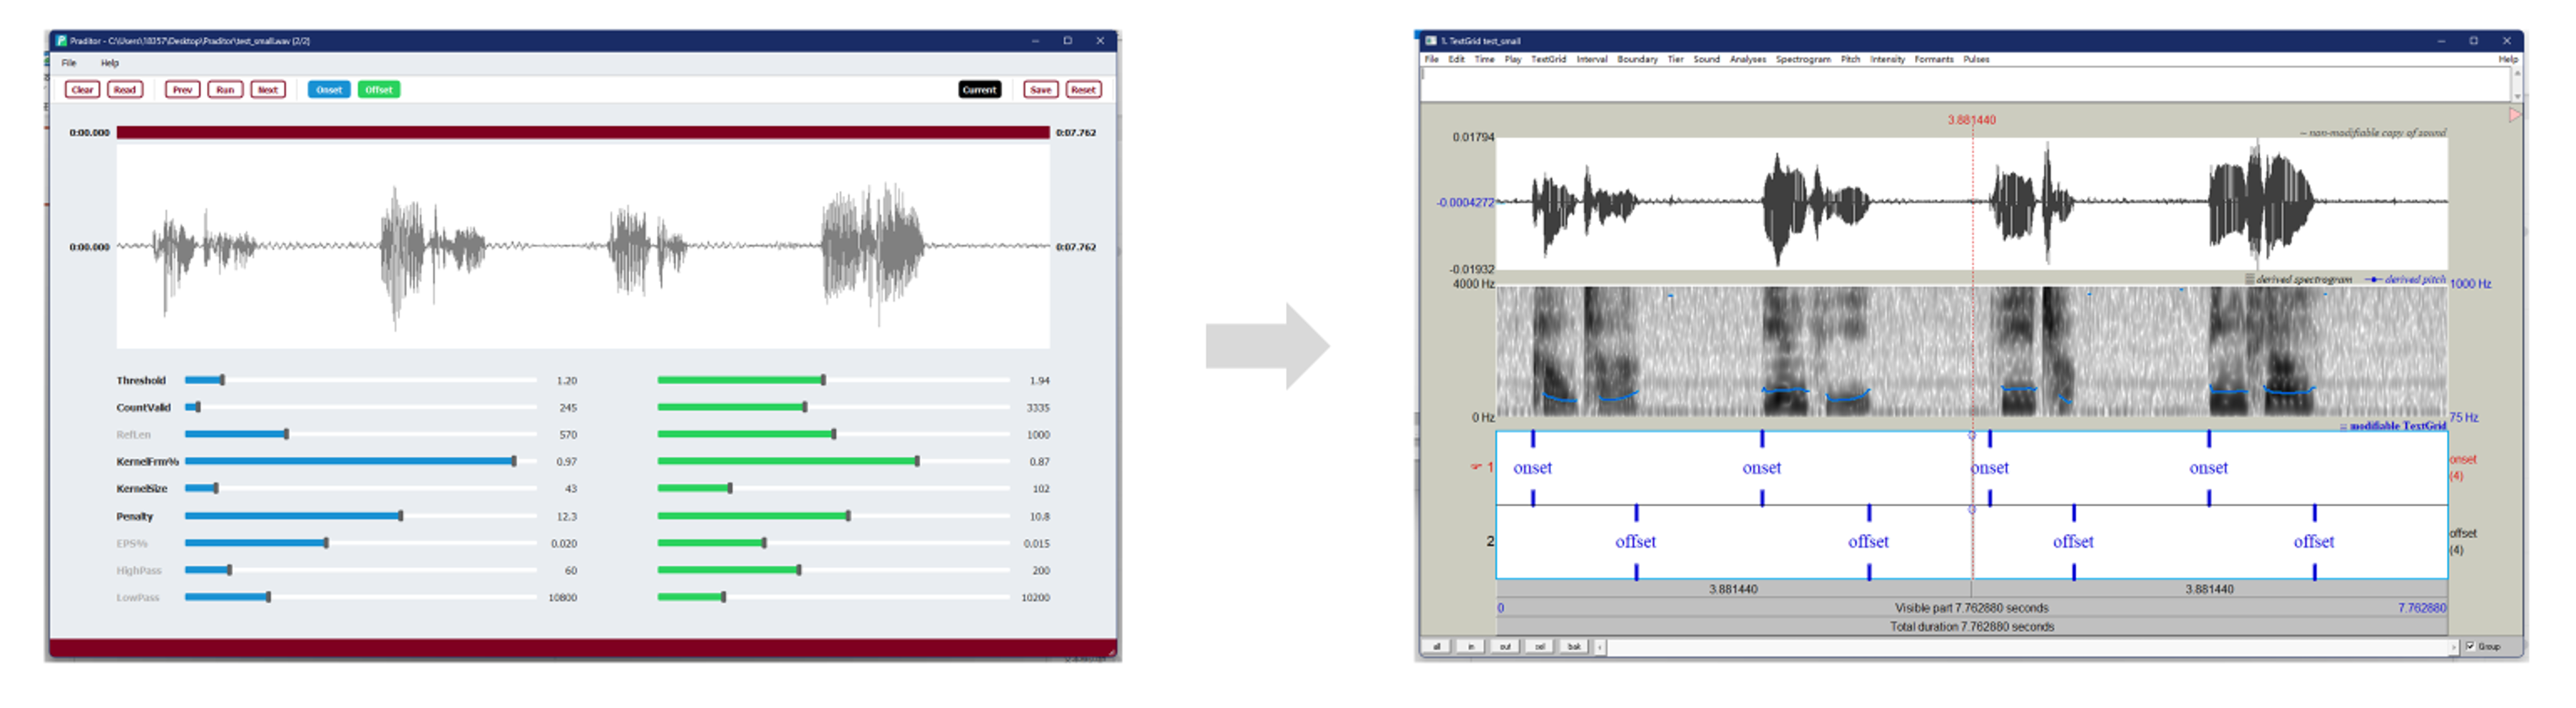 Praditor - C:\Users\18357\Desktop\Praditor\test_small.wav (2/2)
File Help
Clear Read Prev Run Next Onset Offset Current Save Reset
0:00.000 0:07.762
0:00.000 0:07.762
Threshold 1.20 1.94
CountValid 245 3335
RefLen 570 1000
KernelFrm% 0.97 0.87
KernelSize 43 102
Penalty 12.3 10.8
EPS% 0.020 0.015
HighPass 60 200
LowPass 10800 10200
1. TextGrid test_small
File Edit Time Play TextGrid Interval Boundary Tier Sound Analyses Spectrogram Pitch Intensity Formants Pulses Help
3.881440
0.01794 ~ non-modifiable copy of sound
-0.0004272
-0.01932
4000 Hz derived spectrogram derived pitch 1000 Hz
0 Hz 75 Hz
modifiable TextGrid
1 onset onset onset onset onset
(4)
2 offset offset offset offset offset
(4)
3.881440 3.881440
0 Visible part 7.762880 seconds 7.762880
Total duration 7.762880 seconds
all in out sel bak Group